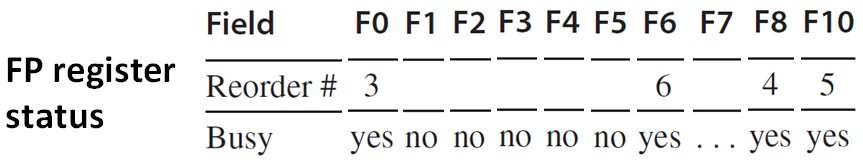 Field F0 F1 F2 F3 F4 F5 F6 F7 F8 F10
FP register status
Reorder # 3 6 4 5
Busy yes no no no no no yes ... yes yes